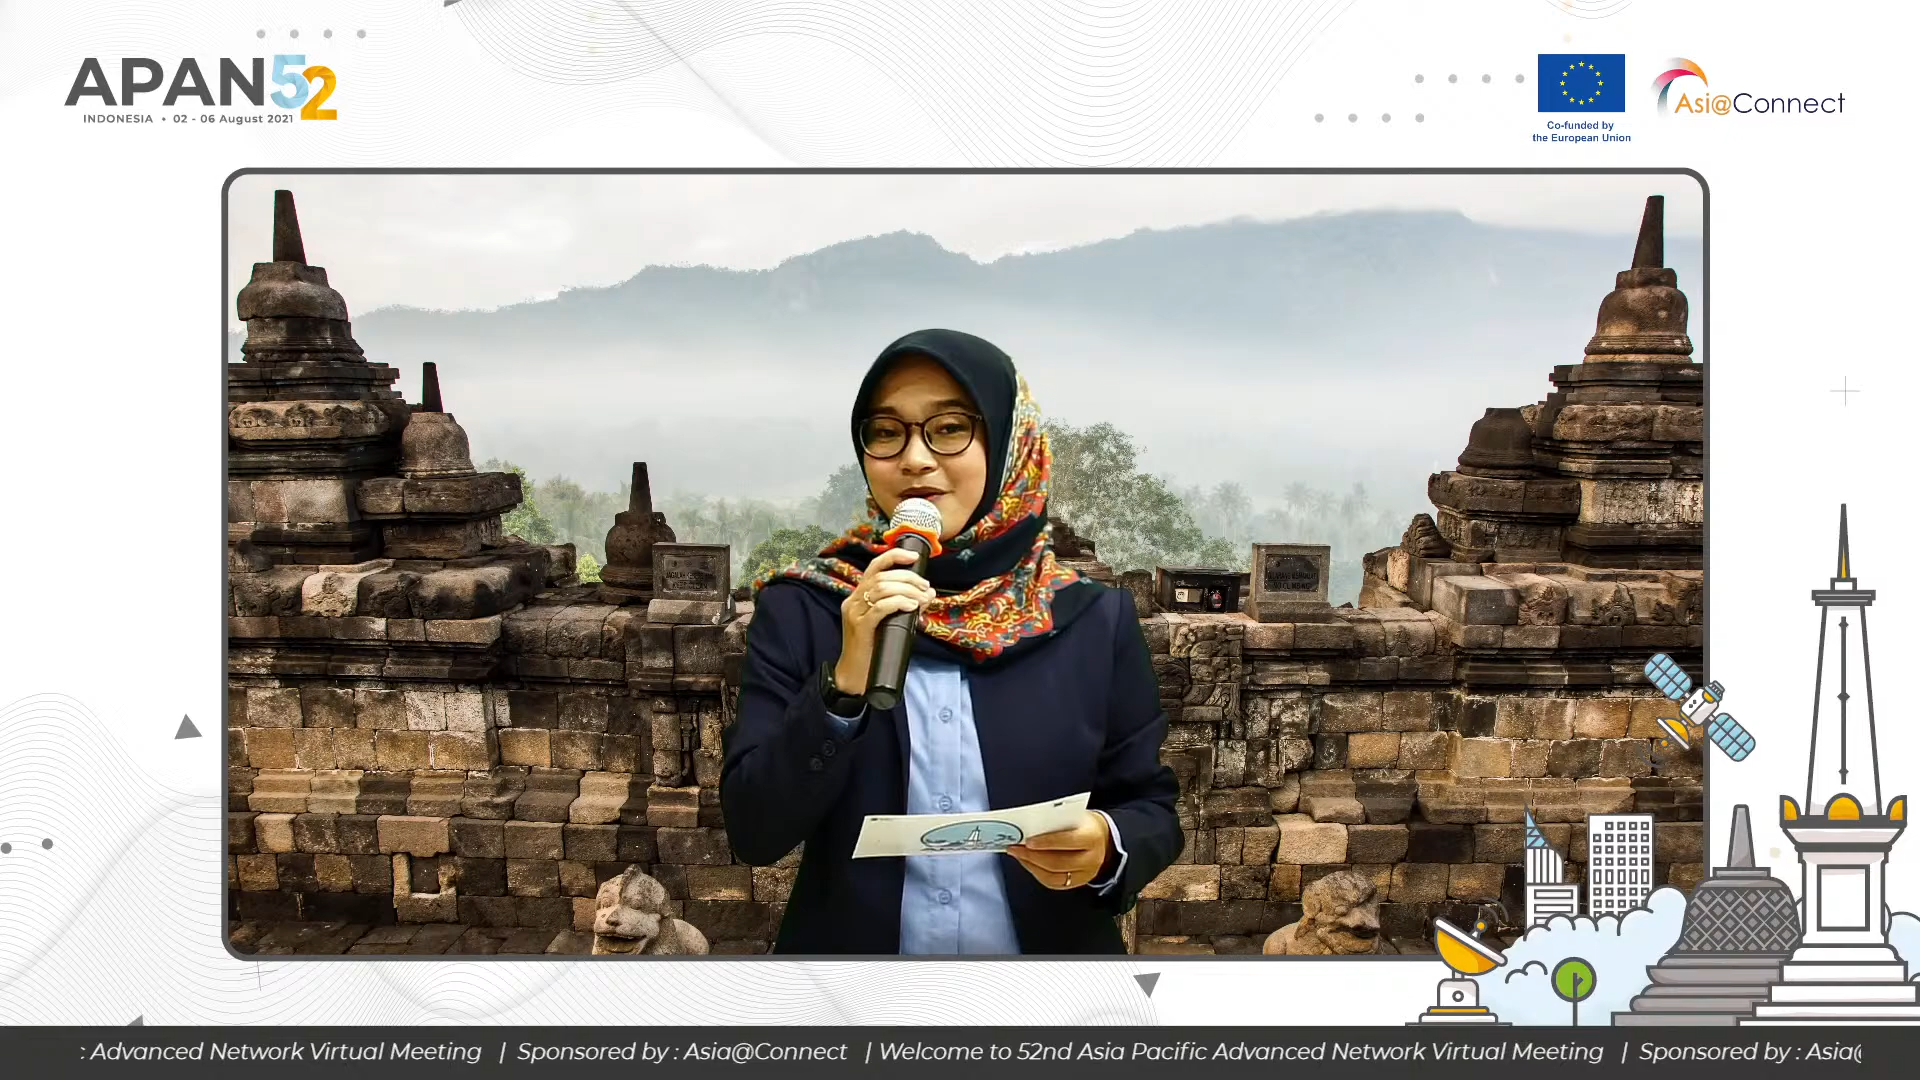 APAN52
INDONESIA • 02 - 06 August 2021
Co-funded by
the European Union
Asi@Connect
: Advanced Network Virtual Meeting | Sponsored by : Asia@Connect | Welcome to 52nd Asia Pacific Advanced Network Virtual Meeting | Sponsored by : Asia@